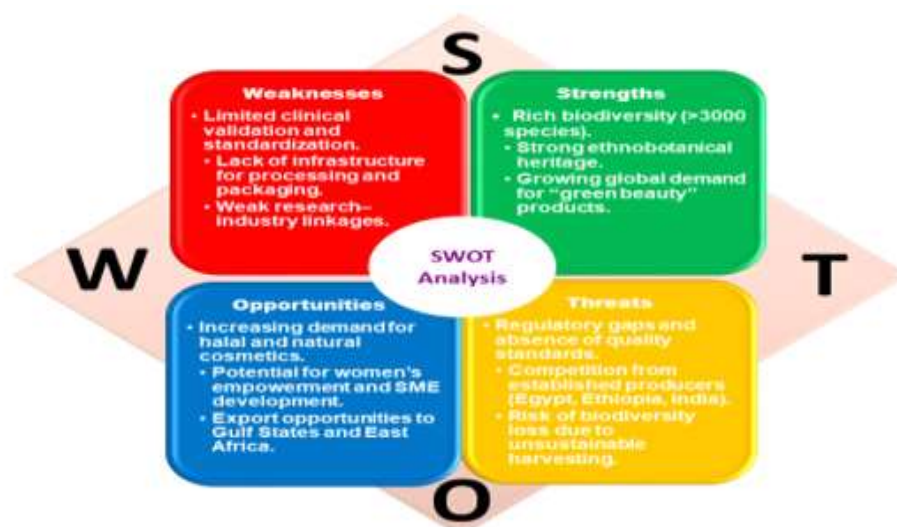 S
Weaknesses
• Limited clinical
validation and
standardization.
• Lack of infrastructure
for processing and
packaging.
• Weak research–
industry linkages.
Strengths
• Rich biodiversity (>3000
species).
• Strong ethnobotanical
heritage.
• Growing global demand
for “green beauty”
products.
W
SWOT
Analysis
T
Opportunities
• Increasing demand for
halal and natural
cosmetics.
• Potential for women’s
empowerment and SME
development.
• Export opportunities to
Gulf States and East
Africa.
Threats
• Regulatory gaps and
absence of quality
standards.
• Competition from
established producers
(Egypt, Ethiopia, India).
• Risk of biodiversity
loss due to
unsustainable
harvesting.
O